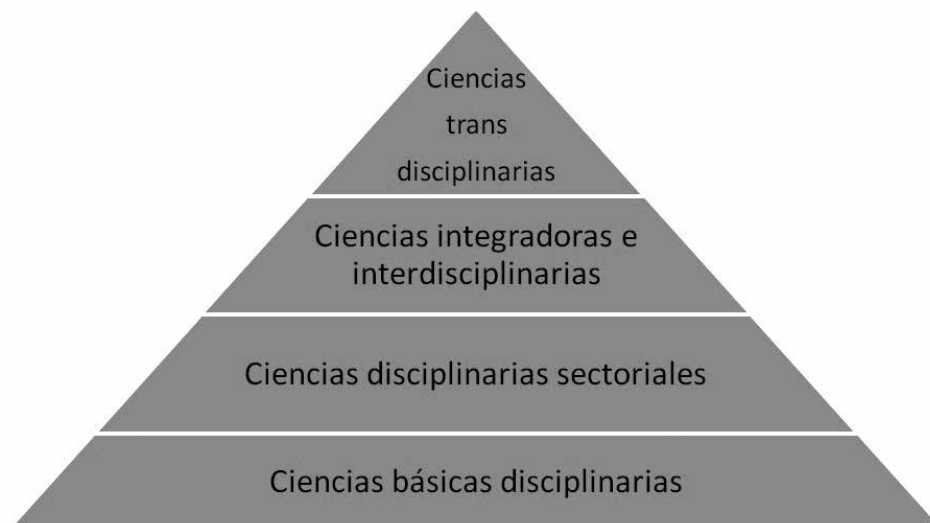 Ciencias
trans
disciplinarias
Ciencias integradoras e
interdisciplinarias
Ciencias disciplinarias sectoriales
Ciencias básicas disciplinarias